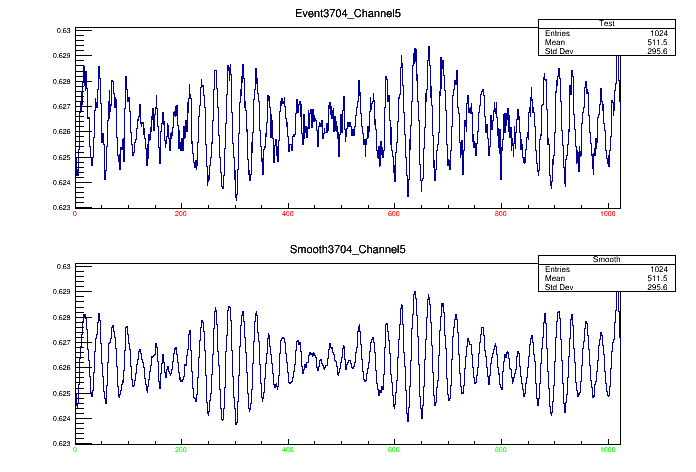 Event3704_Channel5
Test
Entries 1024
Mean 511.5
Std Dev 295.6
0.63
0.629
0.628
0.627
0.626
0.625
0.624
0.623
0 200 400 600 800 1000
Smooth3704_Channel5
Smooth
Entries 1024
Mean 511.5
Std Dev 295.6
0.63
0.629
0.628
0.627
0.626
0.625
0.624
0.623
0 200 400 600 800 1000